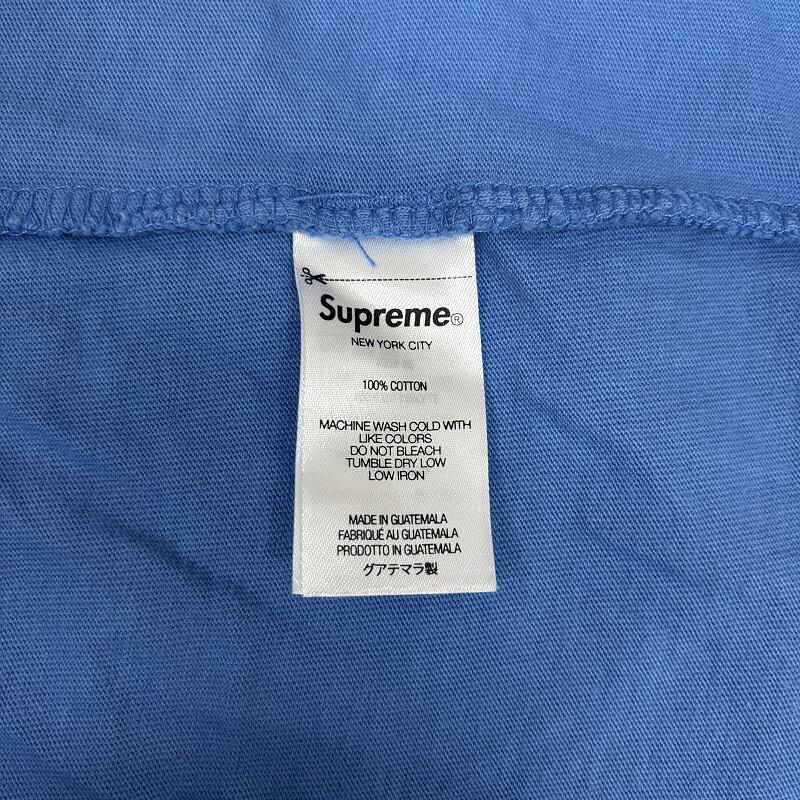 Supreme®
NEW YORK CITY
100% COTTON
MACHINE WASH COLD WITH
LIKE COLORS
DO NOT BLEACH
TUMBLE DRY LOW
LOW IRON
MADE IN GUATEMALA
FABRIQUÉ AU GUATEMALA
PRODOTTO IN GUATEMALA
グアテマラ製